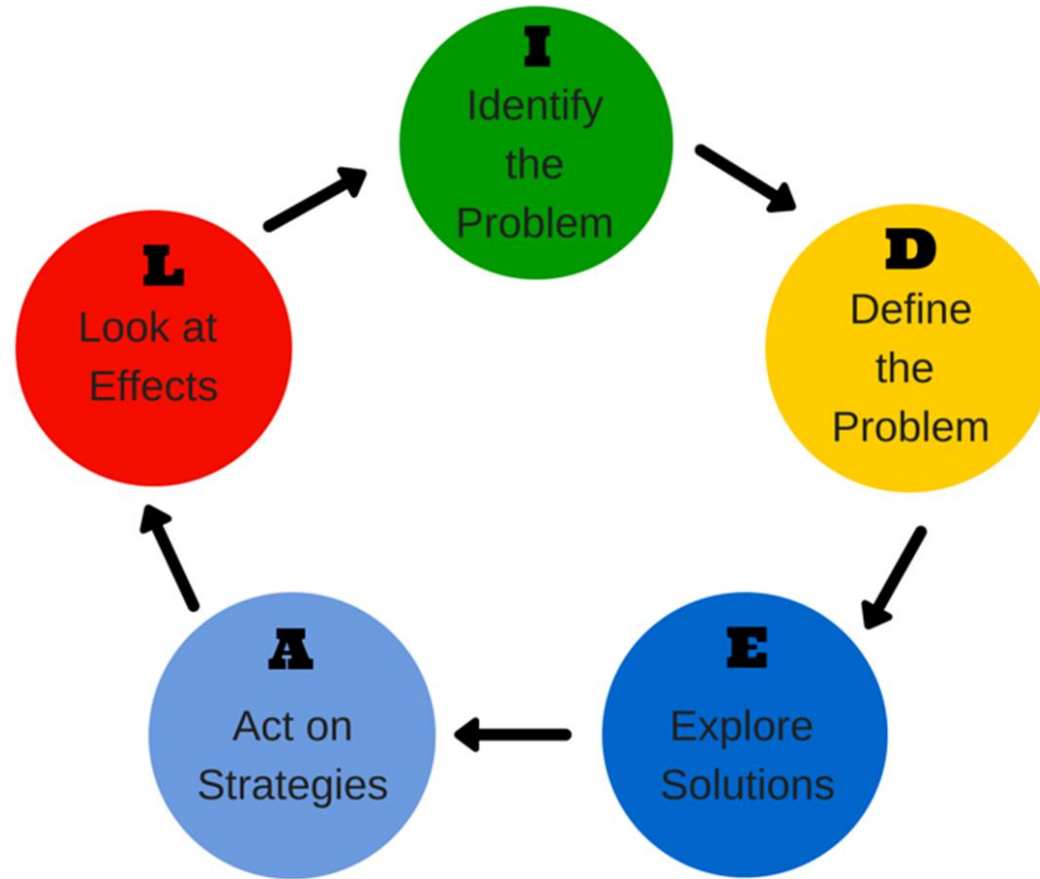 I
Identify
the
Problem
D
Define
the
Problem
E
Explore
Solutions
A
Act on
Strategies
L
Look at
Effects